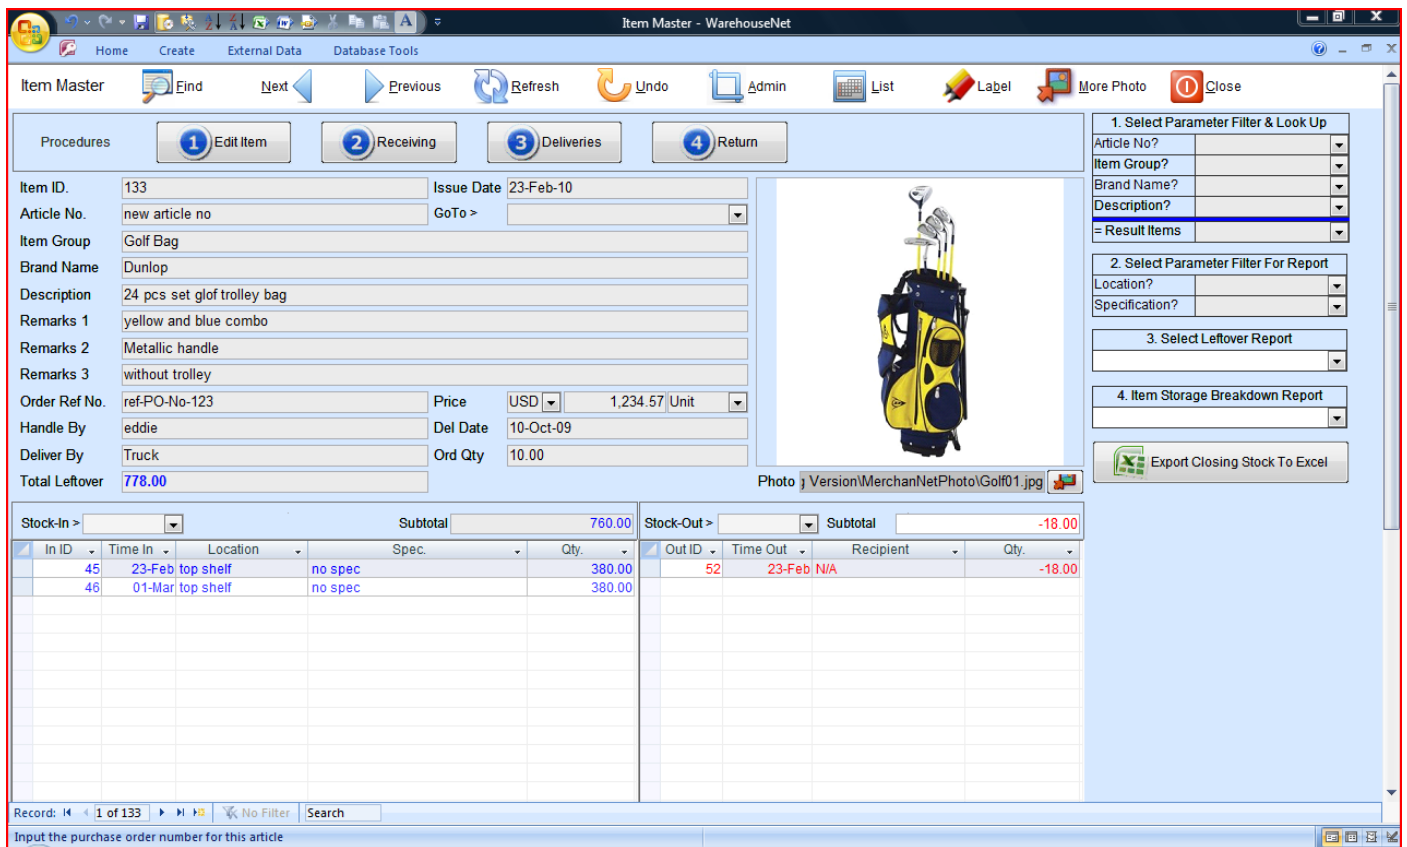 Item Master - WarehouseNet
Home Create External Data Database Tools
Item Master Find Next Previous Refresh Undo Admin List Label More Photo Close
Procedures 1 Edit Item 2 Receiving 3 Deliveries 4 Return
Item ID. 133 Issue Date 23-Feb-10
Article No. new article no GoTo >
Item Group Golf Bag
Brand Name Dunlop
Description 24 pcs set glof trolley bag
Remarks 1 yellow and blue combo
Remarks 2 Metallic handle
Remarks 3 without trolley
Order Ref No. ref-PO-No-123 Price USD 1,234.57 Unit
Handle By eddie Del Date 10-Oct-09
Deliver By Truck Ord Qty 10.00
Total Leftover 778.00
Photo g Version\MerchanNetPhoto\Golf01.jpg
1. Select Parameter Filter & Look Up
Article No?
Item Group?
Brand Name?
Description?
= Result Items
2. Select Parameter Filter For Report
Location?
Specification?
3. Select Leftover Report
4. Item Storage Breakdown Report
Export Closing Stock To Excel
Stock-In > Subtotal 760.00
In ID Time In Location Spec. Qty.
45 23-Feb top shelf no spec 380.00
46 01-Mar top shelf no spec 380.00
Stock-Out > Subtotal -18.00
Out ID Time Out Recipient Qty.
52 23-Feb N/A -18.00
Record: 1 of 133 No Filter Search
Input the purchase order number for this article